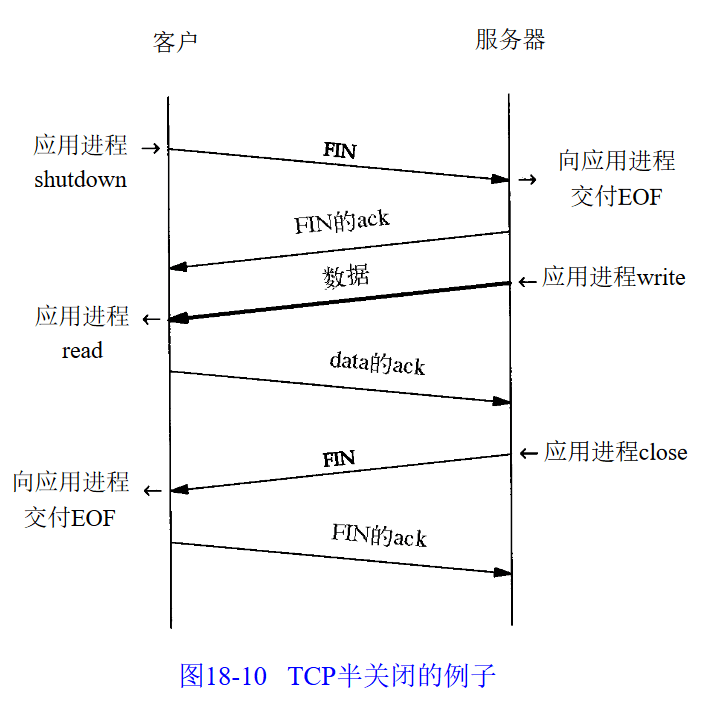 客户
服务器
应用进程
shutdown
FIN
向应用进程
交付EOF
FIN的ack
数据
应用进程write
应用进程
read
data的ack
应用进程close
FIN
向应用进程
交付EOF
FIN的ack
图18-10 TCP半关闭的例子